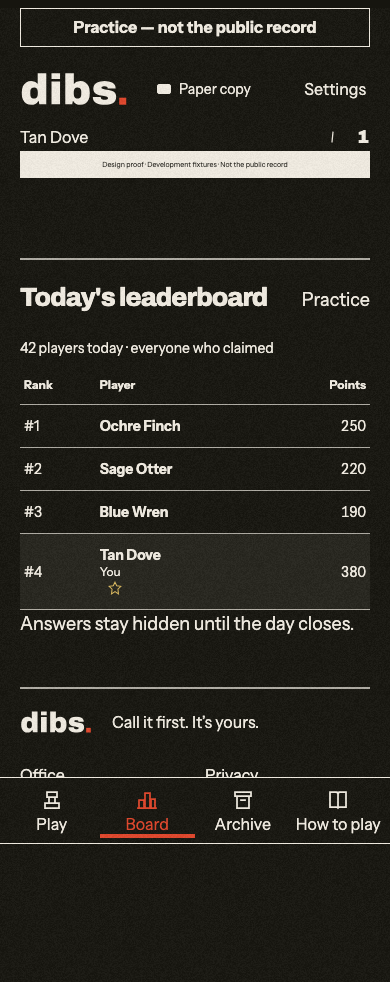 Practice — not the public record
dibs.
Paper copy
Settings
Tan Dove
/ 1
Design proof · Development fixtures · Not the public record
Today's leaderboard
Practice
42 players today · everyone who claimed
Rank Player Points
#1 Ochre Finch 250
#2 Sage Otter 220
#3 Blue Wren 190
#4 Tan Dove 380
You
Answers stay hidden until the day closes.
dibs. Call it first. It's yours.
Office Privacy
Play Board Archive How to play